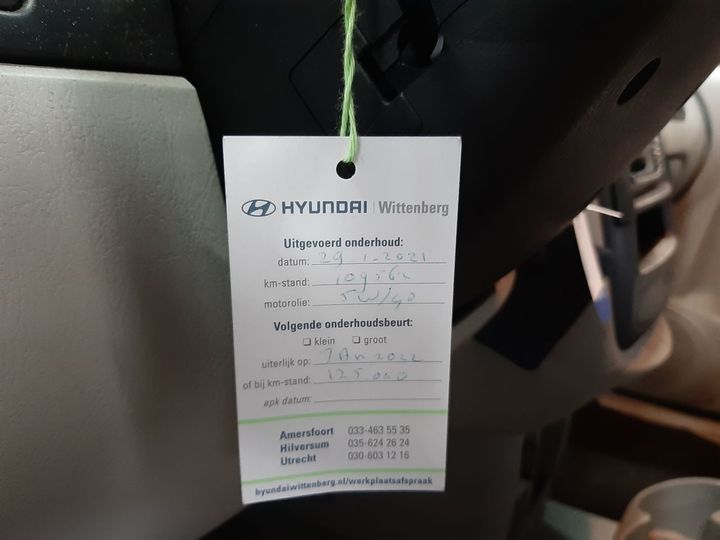 HYUNDAI | Wittenberg
Uitgevoerd onderhoud:
datum: 29 1-2021
km-stand: 109562
motorolie: 5W/40
Volgende onderhoudsbeurt:
☐ klein ☐ groot
uiterlijk op: JAN 2022
of bij km-stand: 125 000
apk datum:
Amersfoort 033-463 55 35
Hilversum 035-624 26 24
Utrecht 030-603 12 16
hyundaiwittenberg.nl/werkplaatsafspraak